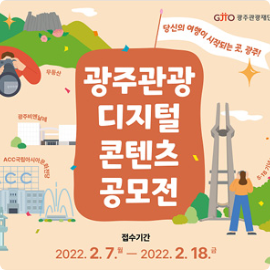 GJTO 광주관광재단
당신의 여행이 시작되는 곳, 광주!
무등산
광주관광
디지털
콘텐츠
공모전
광주비엔날레
ACC국립아시아문화전당
ACC
접수기간
2022. 2. 7.월 — 2022. 2. 18.금